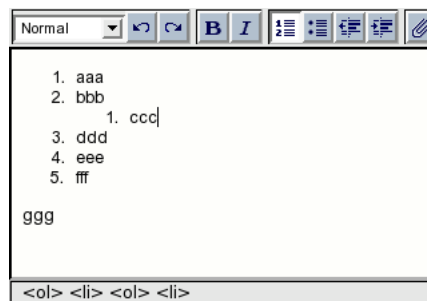 Normal B I
1. aaa
2. bbb
1. ccc
3. ddd
4. eee
5. fff
ggg
<ol> <li> <ol> <li>